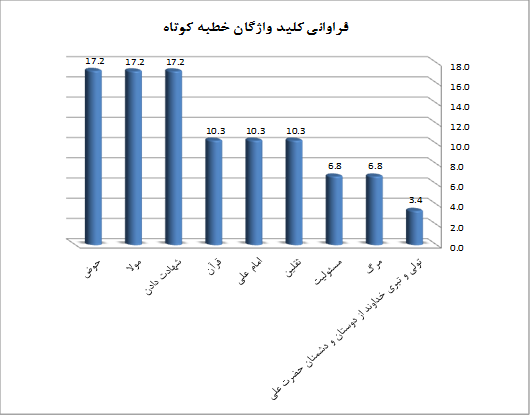 فراوانی کلید واژگان خطبه کوتاه
17.2 17.2 17.2 10.3 10.3 10.3 6.8 6.8 3.4
18.0
16.0
14.0
12.0
10.0
8.0
6.0
4.0
2.0
0.0
حوض
مولا
شهادت دادن
قرآن
امام علی
ثقلین
مسئولیت
مرگ
تولی و تبری خداوند از دوستان و دشمنان حضرت علی